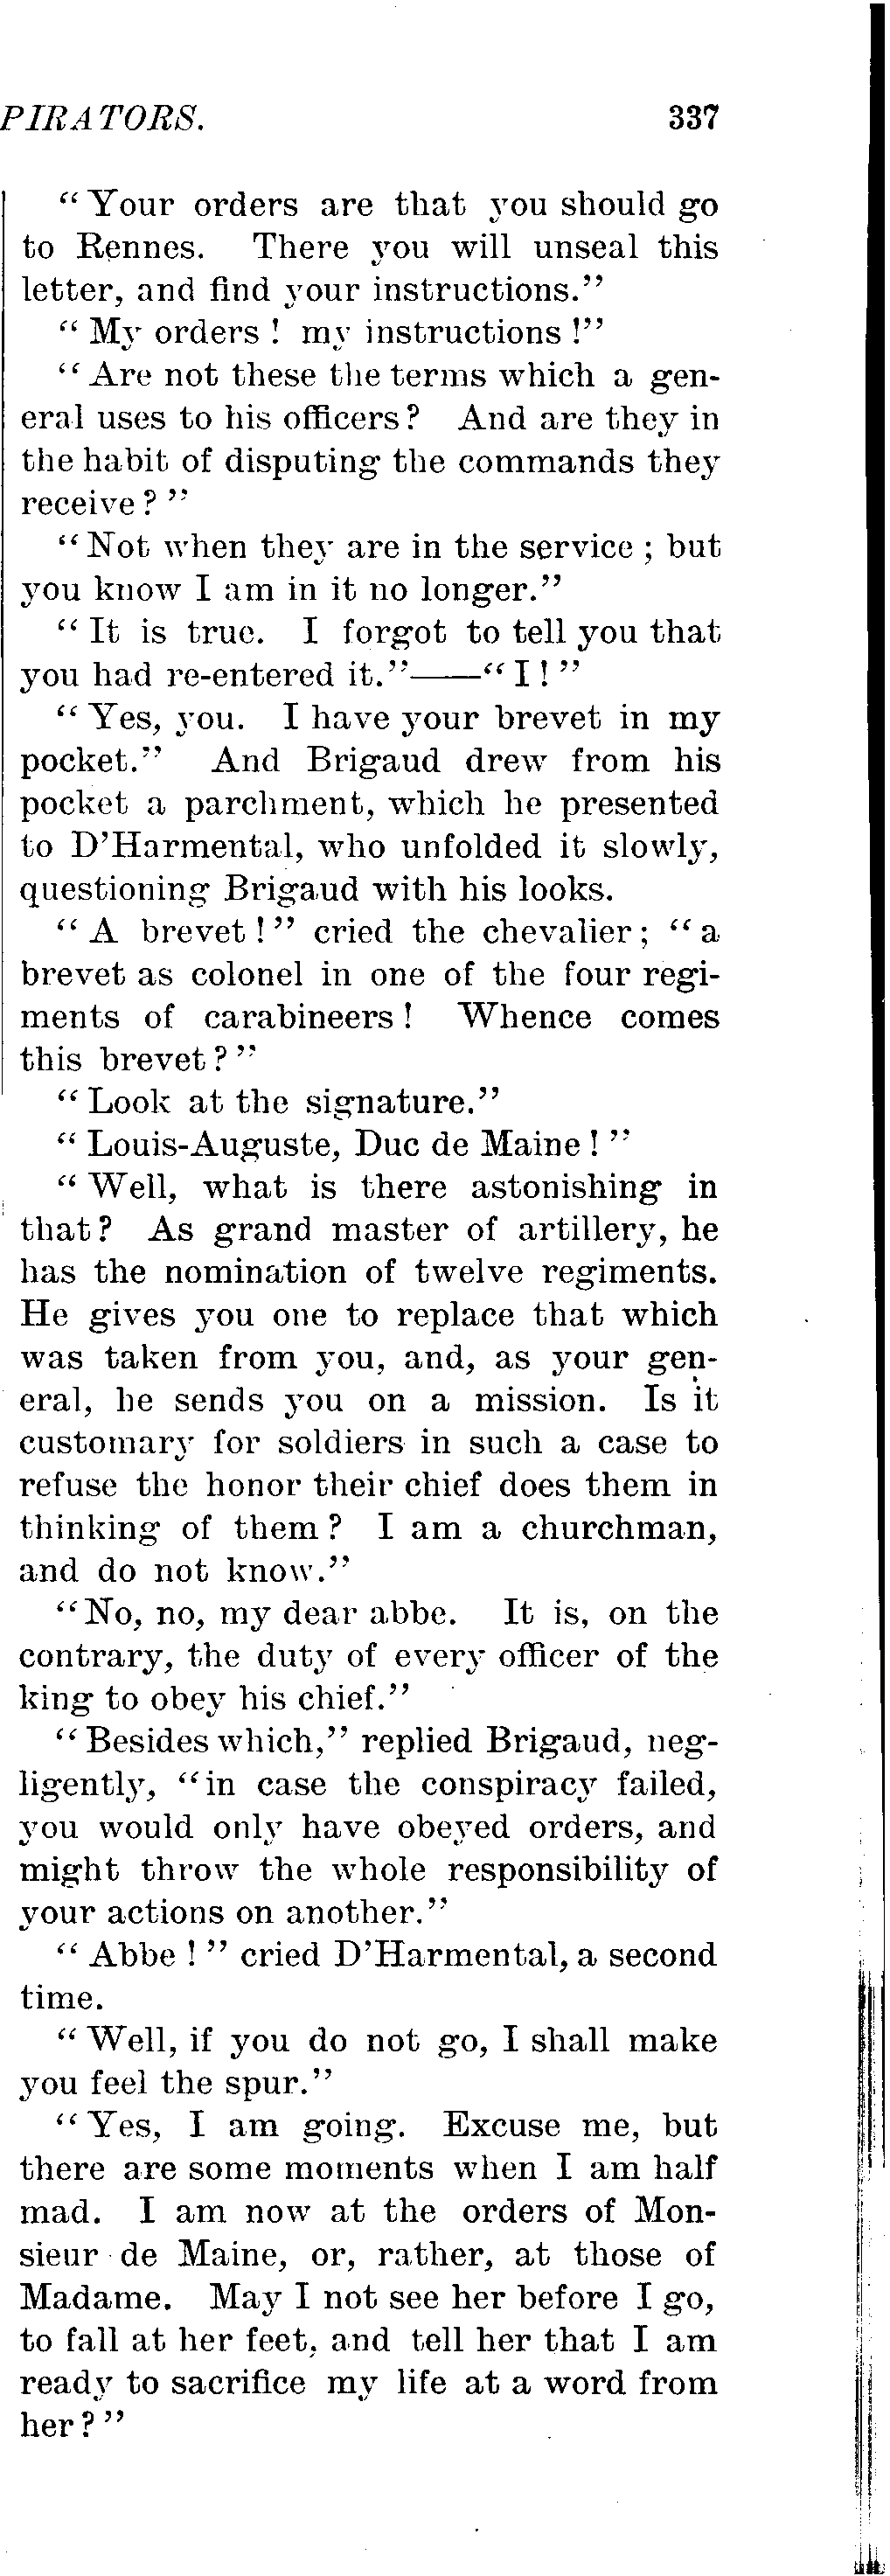 PIRATORS. 337
"Your orders are that you should go
to Rennes. There you will unseal this
letter, and find your instructions."
"My orders! my instructions!"
"Are not these the terms which a gen-
eral uses to his officers? And are they in
the habit of disputing the commands they
receive?"
"Not when they are in the service; but
you know I am in it no longer."
"It is true. I forgot to tell you that
you had re-entered it."——"I!"
"Yes, you. I have your brevet in my
pocket." And Brigaud drew from his
pocket a parchment, which he presented
to D'Harmental, who unfolded it slowly,
questioning Brigaud with his looks.
"A brevet!" cried the chevalier; "a
brevet as colonel in one of the four regi-
ments of carabineers! Whence comes
this brevet?"
"Look at the signature."
"Louis-Auguste, Duc de Maine!"
"Well, what is there astonishing in
that? As grand master of artillery, he
has the nomination of twelve regiments.
He gives you one to replace that which
was taken from you, and, as your gen-
eral, he sends you on a mission. Is it
customary for soldiers in such a case to
refuse the honor their chief does them in
thinking of them? I am a churchman,
and do not know."
"No, no, my dear abbe. It is, on the
contrary, the duty of every officer of the
king to obey his chief."
"Besides which," replied Brigaud, neg-
ligently, "in case the conspiracy failed,
you would only have obeyed orders, and
might throw the whole responsibility of
your actions on another."
"Abbe!" cried D'Harmental, a second
time.
"Well, if you do not go, I shall make
you feel the spur."
"Yes, I am going. Excuse me, but
there are some moments when I am half
mad. I am now at the orders of Mon-
sieur de Maine, or, rather, at those of
Madame. May I not see her before I go,
to fall at her feet, and tell her that I am
ready to sacrifice my life at a word from
her?"